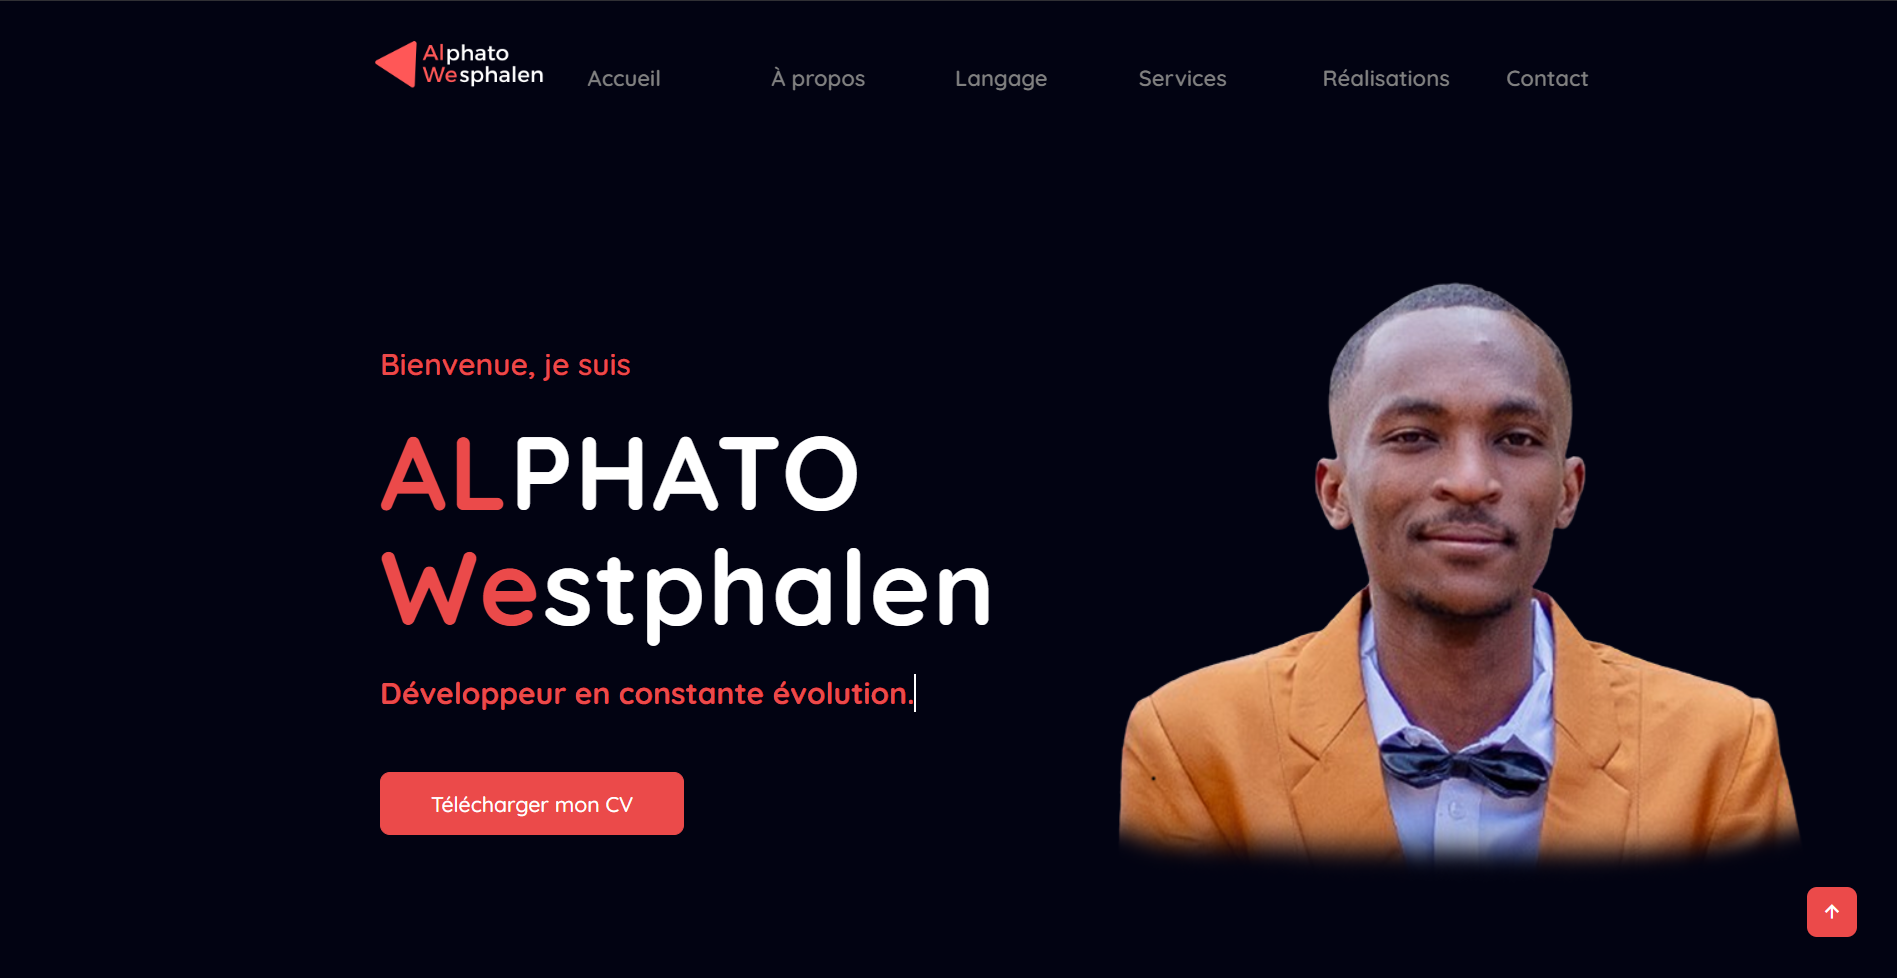 Alphato
Wesphalen
Accueil
À propos
Langage
Services
Réalisations
Contact
Bienvenue, je suis
ALPHATO
Westphalen
Développeur en constante évolution.
Télécharger mon CV